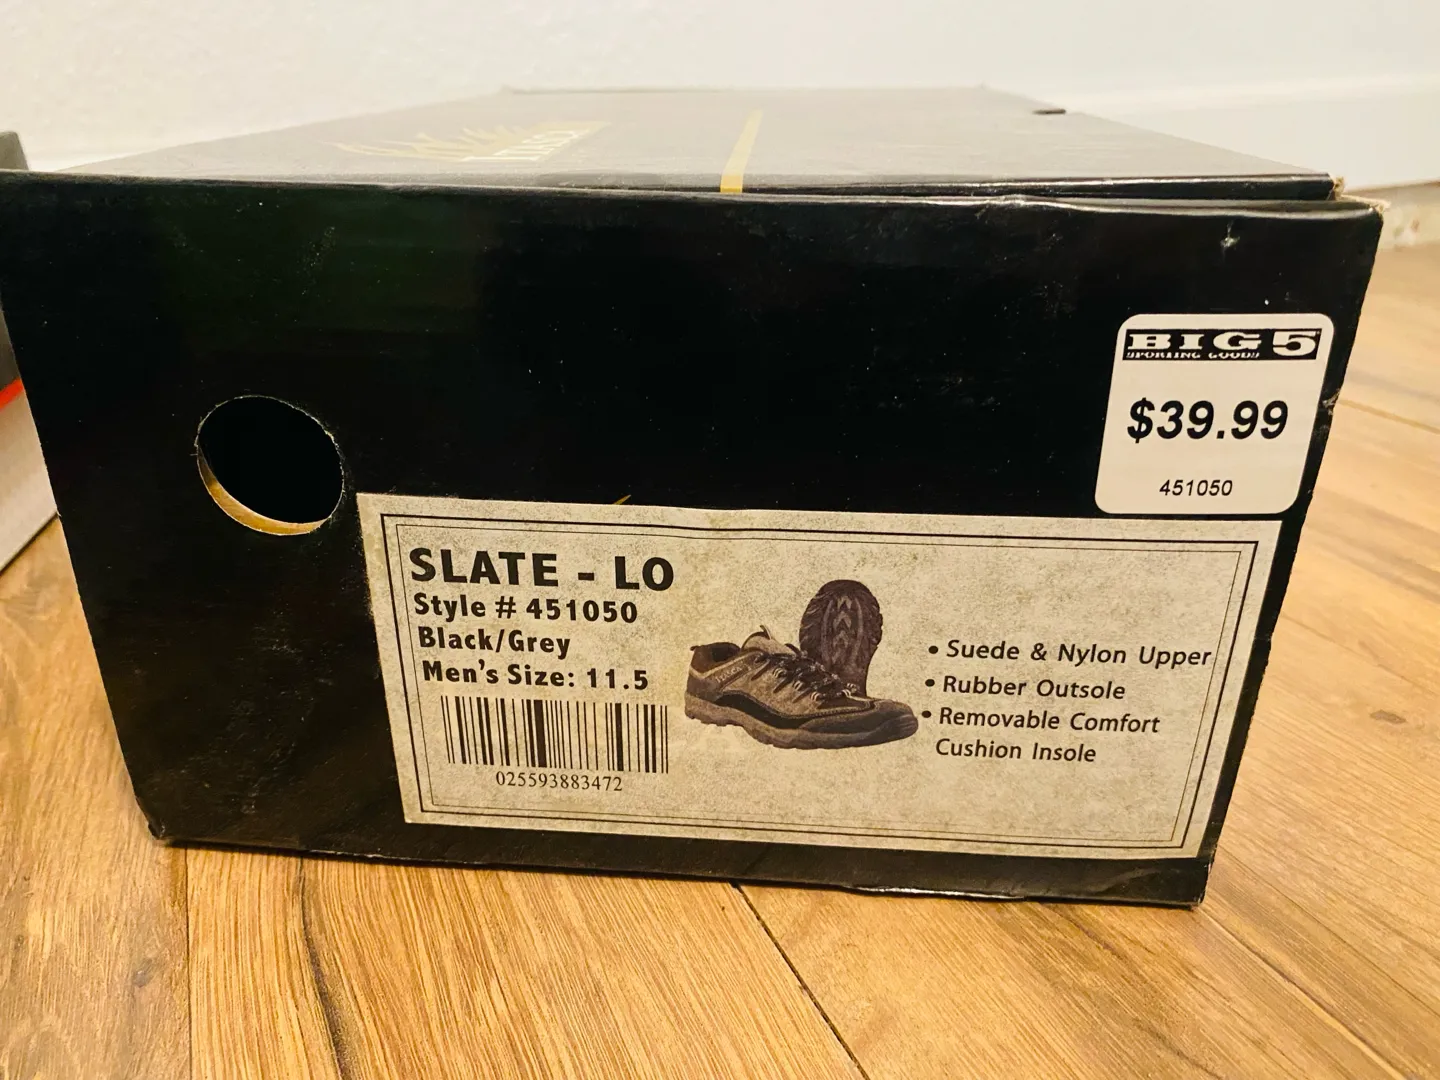 BIG 5
SPORTING GOODS
$39.99
451050
SLATE - LO
Style # 451050
Black/Grey
Men's Size: 11.5
025593883472
• Suede & Nylon Upper
• Rubber Outsole
• Removable Comfort
Cushion Insole